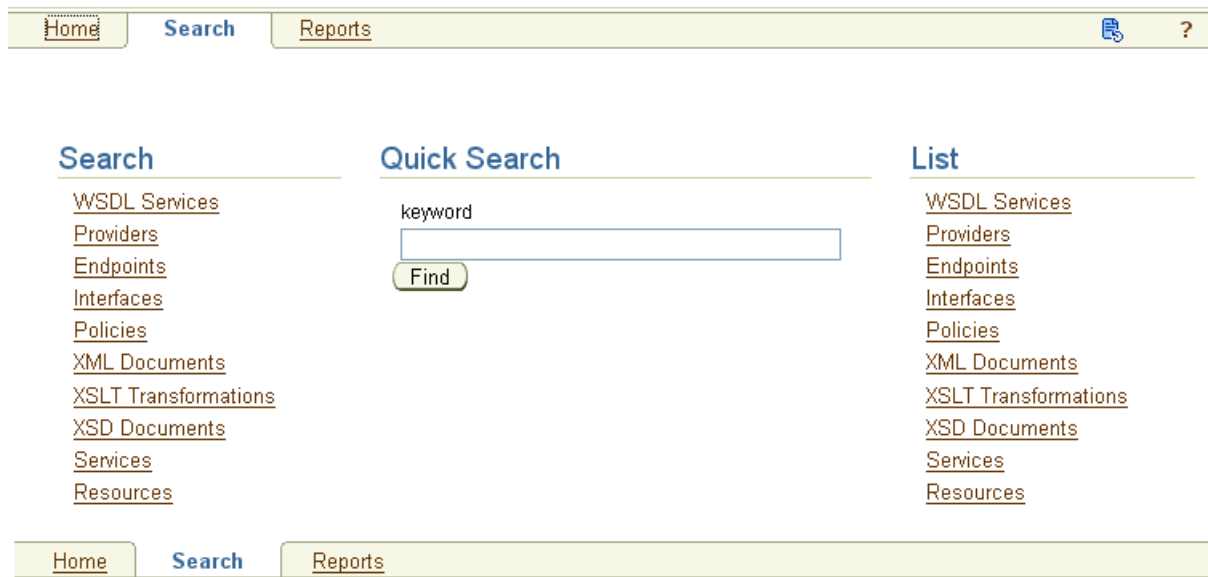 Home Search Reports ?
Search
WSDL Services
Providers
Endpoints
Interfaces
Policies
XML Documents
XSLT Transformations
XSD Documents
Services
Resources
Quick Search
keyword
Find
List
WSDL Services
Providers
Endpoints
Interfaces
Policies
XML Documents
XSLT Transformations
XSD Documents
Services
Resources
Home Search Reports